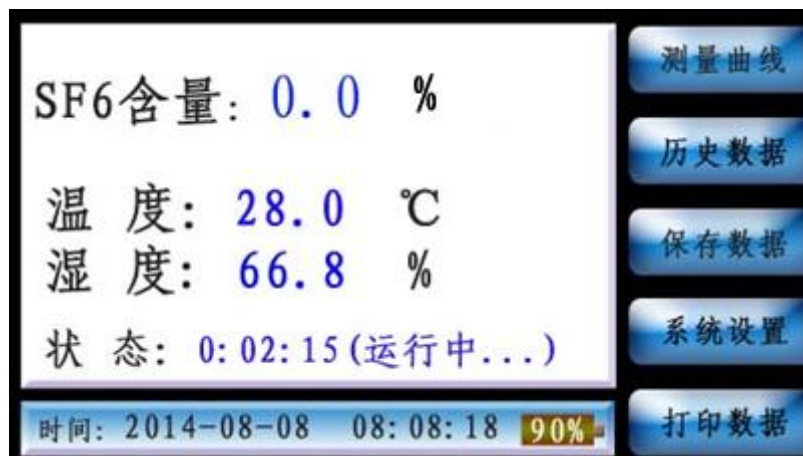 SF6含量: 0.0 %
温 度: 28.0 ℃
湿 度: 66.8 %
状 态: 0:02:15(运行中...)
时间: 2014-08-08 08:08:18 90%
测量曲线
历史数据
保存数据
系统设置
打印数据